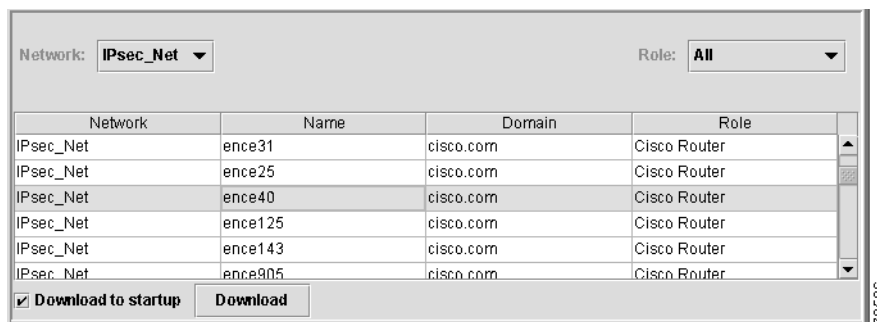 Network: IPsec_Net Role: All
Network Name Domain Role
IPsec_Net ence31 cisco.com Cisco Router
IPsec_Net ence25 cisco.com Cisco Router
IPsec_Net ence40 cisco.com Cisco Router
IPsec_Net ence125 cisco.com Cisco Router
IPsec_Net ence143 cisco.com Cisco Router
IPsec_Net ence905 cisco.com Cisco Router
Download to startup Download